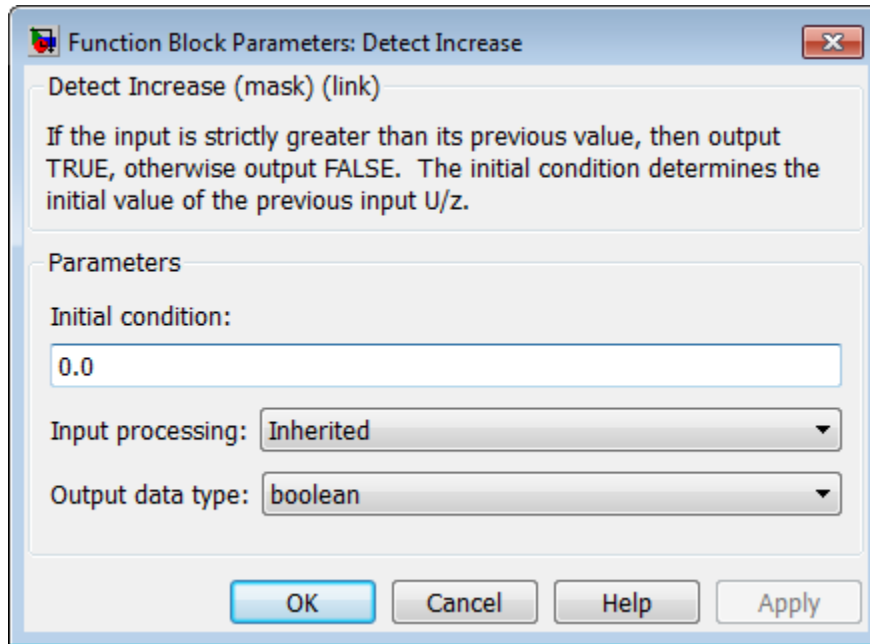 Function Block Parameters: Detect Increase
Detect Increase (mask) (link)
If the input is strictly greater than its previous value, then output
TRUE, otherwise output FALSE.  The initial condition determines the
initial value of the previous input U/z.
Parameters
Initial condition:
0.0
Input processing: Inherited
Output data type: boolean
OK Cancel Help Apply